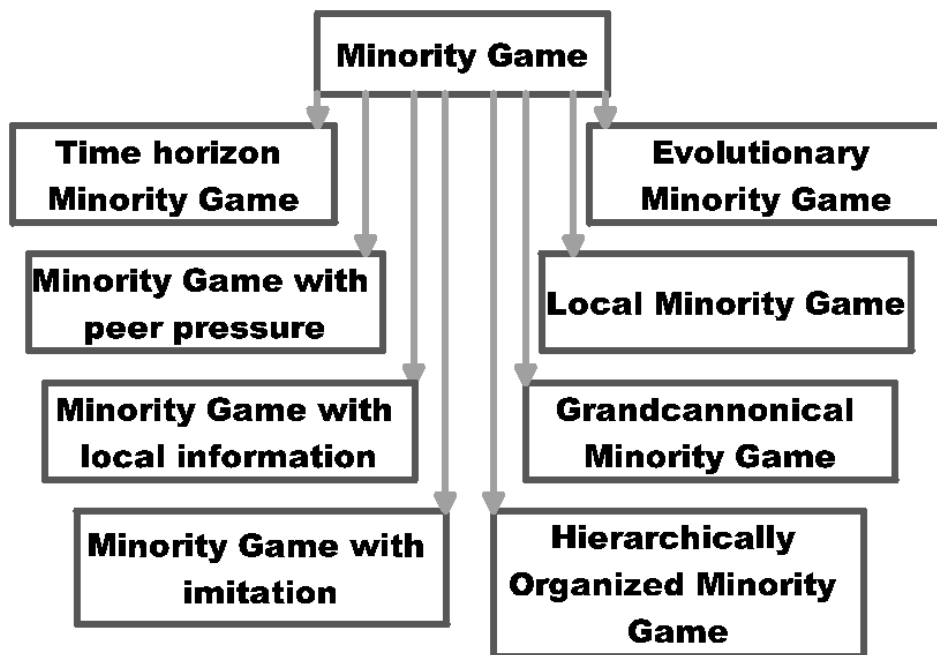 Minority Game
Time horizon
Minority Game
Evolutionary
Minority Game
Minority Game with
peer pressure
Local Minority Game
Minority Game with
local information
Grandcannonical
Minority Game
Minority Game with
imitation
Hierarchically
Organized Minority
Game